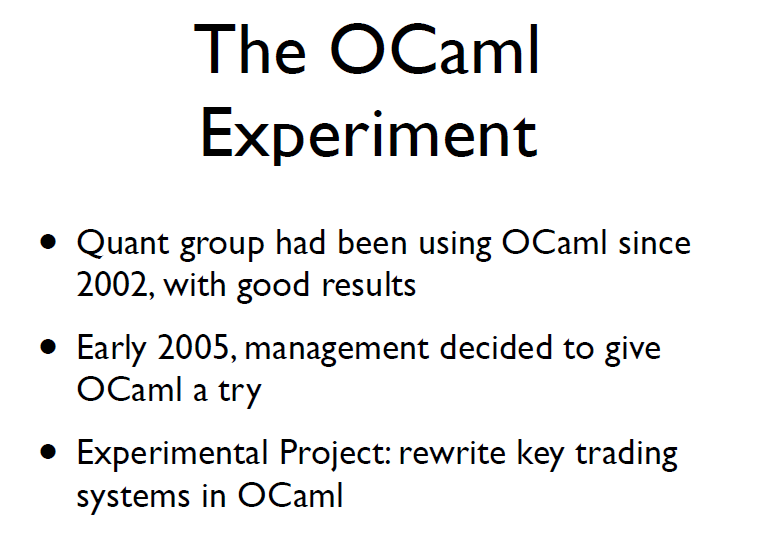 The OCaml
Experiment
• Quant group had been using OCaml since
2002, with good results
• Early 2005, management decided to give
OCaml a try
• Experimental Project: rewrite key trading
systems in OCaml